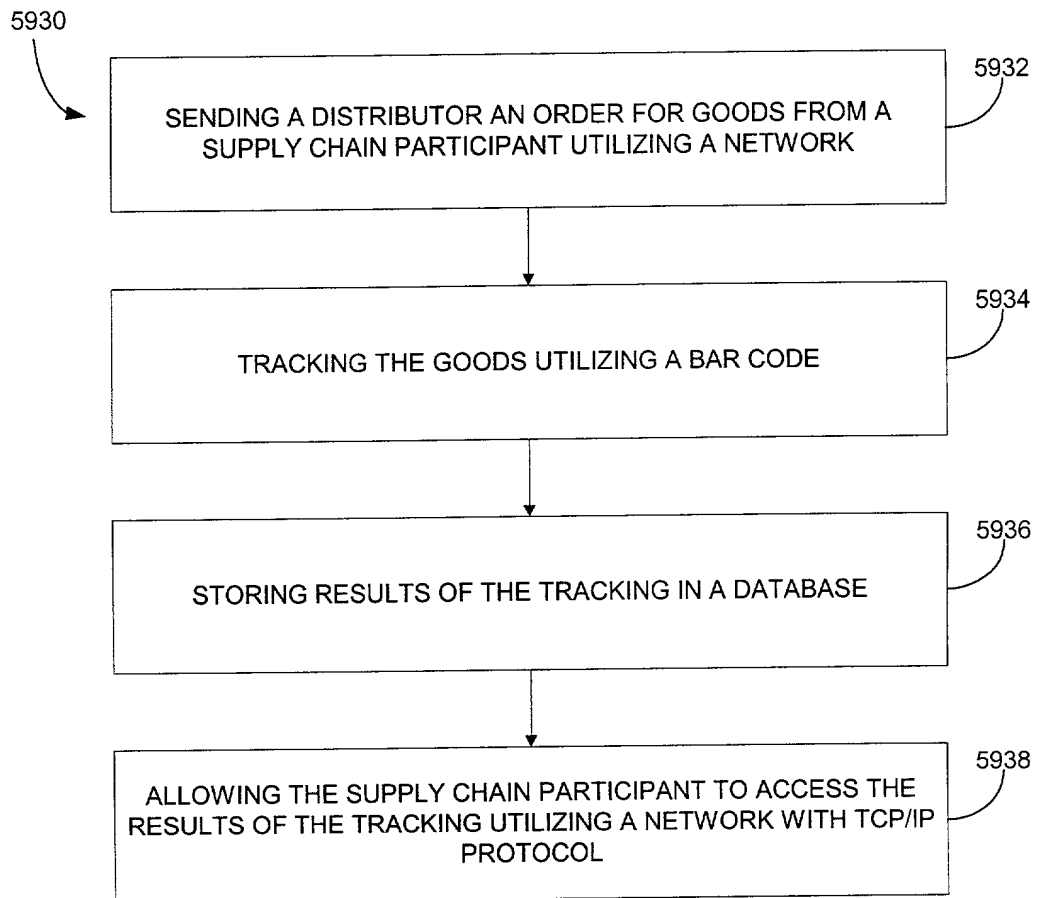 5930
5932
SENDING A DISTRIBUTOR AN ORDER FOR GOODS FROM A
SUPPLY CHAIN PARTICIPANT UTILIZING A NETWORK
5934
TRACKING THE GOODS UTILIZING A BAR CODE
5936
STORING RESULTS OF THE TRACKING IN A DATABASE
5938
ALLOWING THE SUPPLY CHAIN PARTICIPANT TO ACCESS THE
RESULTS OF THE TRACKING UTILIZING A NETWORK WITH TCP/IP
PROTOCOL